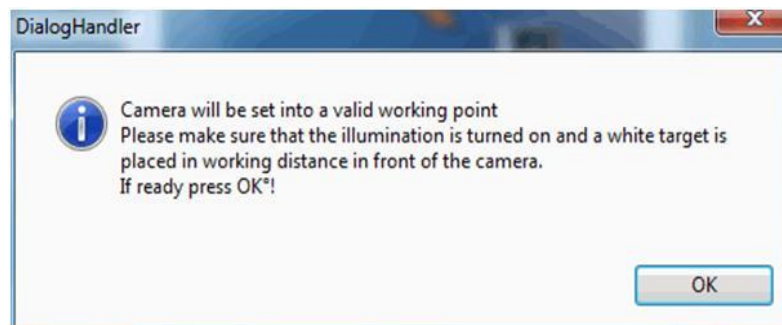 DialogHandler
Camera will be set into a valid working point
Please make sure that the illumination is turned on and a white target is
placed in working distance in front of the camera.
If ready press OK"!
OK